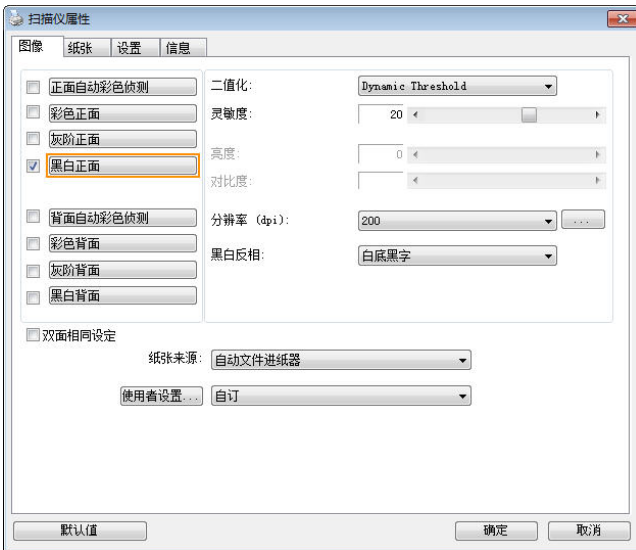 扫描仪属性
图像 纸张 设置 信息
正面自动彩色侦测
彩色正面
灰阶正面
黑白正面
背面自动彩色侦测
彩色背面
灰阶背面
黑白背面
二值化: Dynamic Threshold
灵敏度: 20
亮度: 0
对比度:
分辨率 (dpi): 200 ...
黑白反相: 白底黑字
双面相同设定
纸张来源: 自动文件进纸器
使用者设置... 自订
默认值 确定 取消